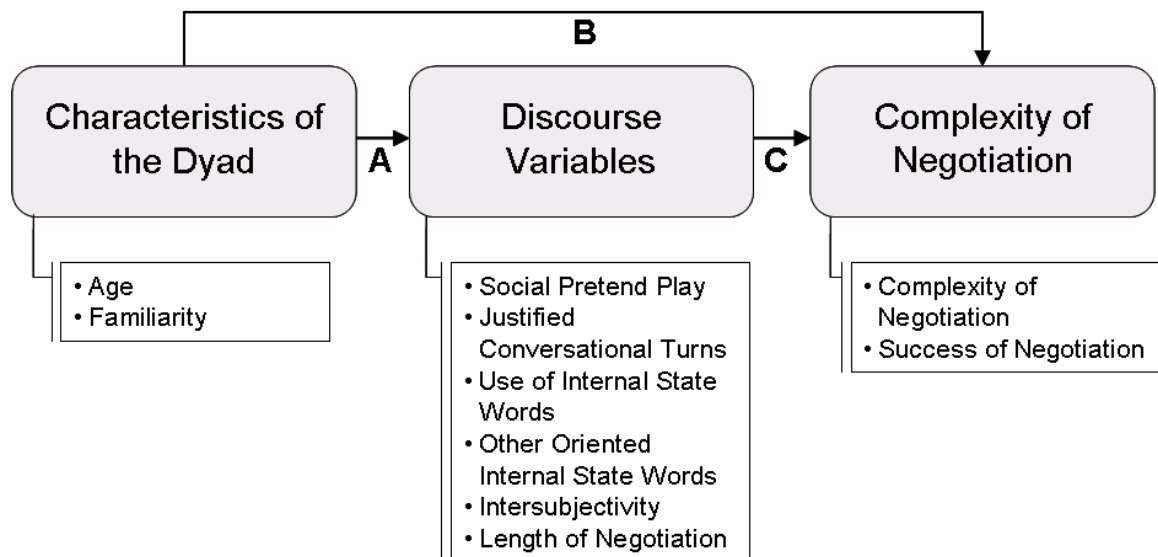 B
Characteristics of
the Dyad
A
Discourse
Variables
C
Complexity of
Negotiation
• Age
• Familiarity
• Social Pretend Play
• Justified
Conversational Turns
• Use of Internal State
Words
• Other Oriented
Internal State Words
• Intersubjectivity
• Length of Negotiation
• Complexity of
Negotiation
• Success of Negotiation